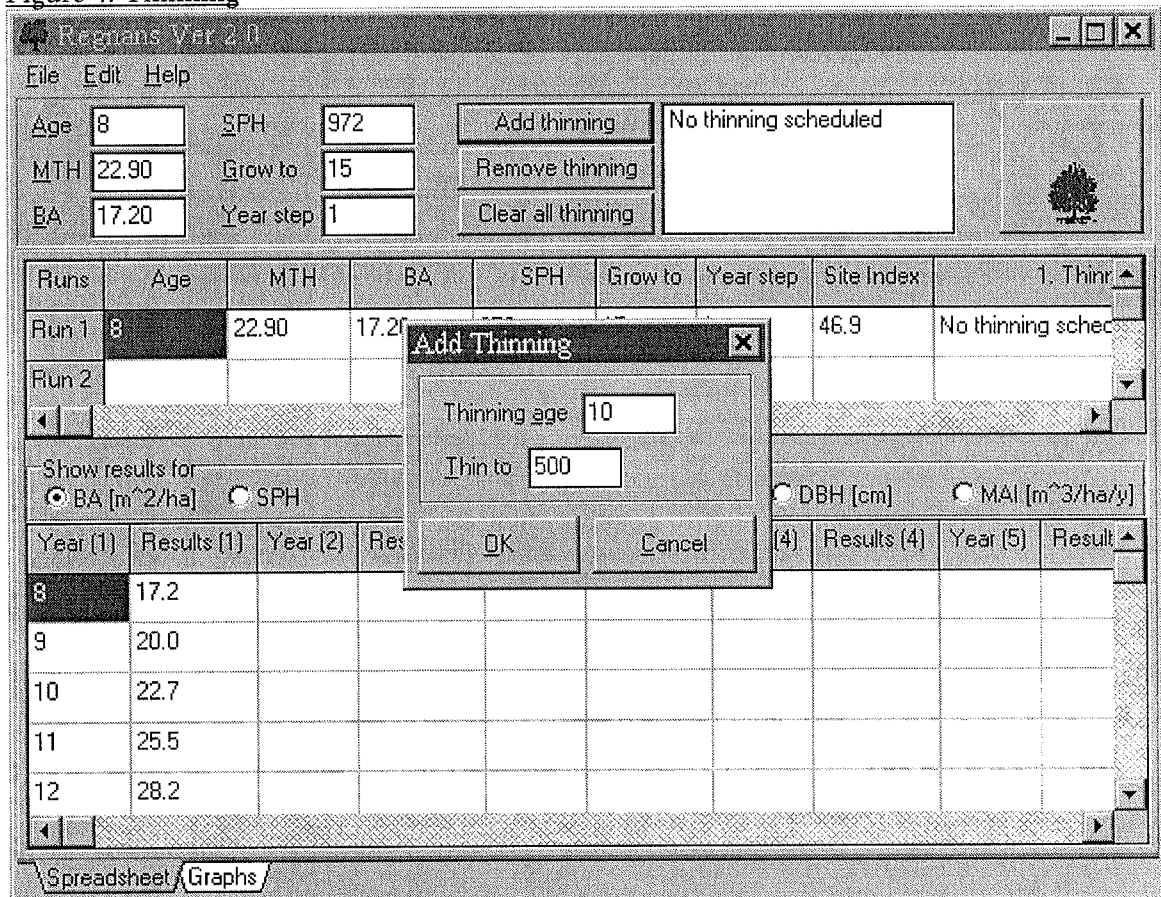 Figure 4. Thinning
Regnans Ver 2.0
File Edit Help
Age 8 SPH 972 Add thinning No thinning scheduled
MTH 22.90 Grow to 15 Remove thinning
BA 17.20 Year step 1 Clear all thinning
Runs Age MTH BA SPH Grow to Year step Site Index 1. Thinr
Run 1 8 22.90 17.20 46.9 No thinning schec
Run 2
Add Thinning
Thinning age 10
Thin to 500
OK Cancel
Show results for
BA [m^2/ha] SPH DBH [cm] MAI [m^3/ha/y]
Year (1) Results (1) Year (2) Res (4) Results (4) Year (5) Result
8 17.2
9 20.0
10 22.7
11 25.5
12 28.2
Spreadsheet Graphs